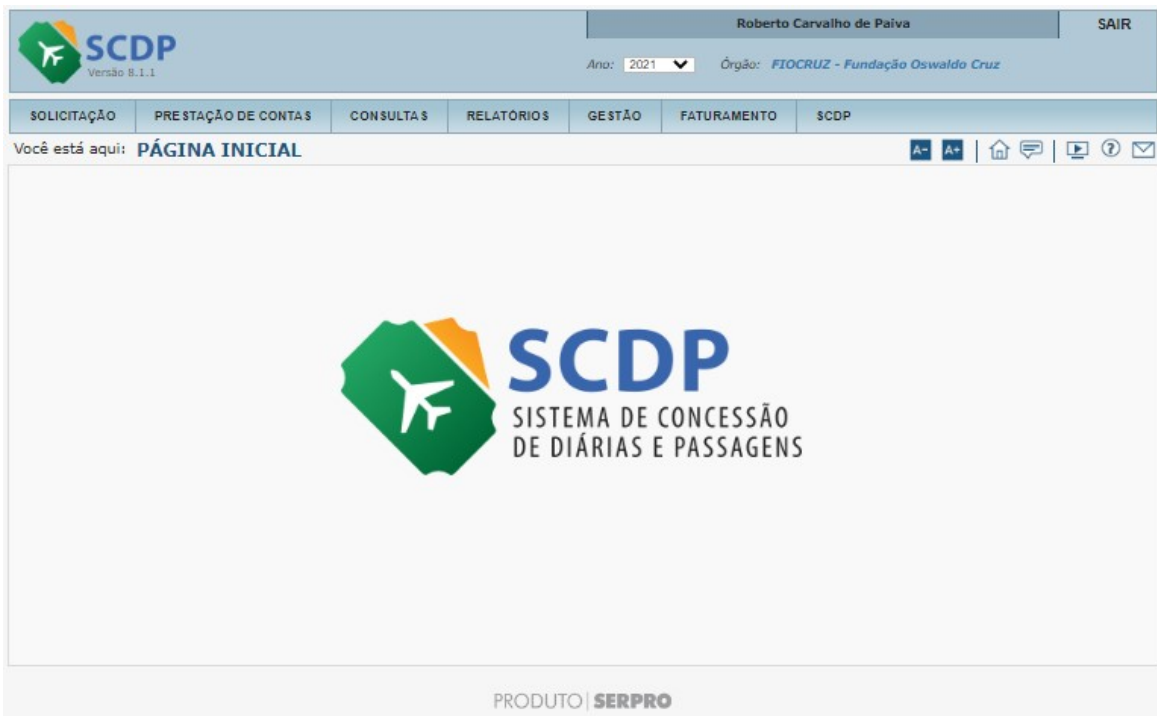 SCDP
Versão 8.1.1
Roberto Carvalho de Paiva
SAIR
Ano: 2021
Órgão: FIOCRUZ - Fundação Oswaldo Cruz
SOLICITAÇÃO PRESTAÇÃO DE CONTAS CONSULTAS RELATÓRIOS GESTÃO FATURAMENTO SCDP
Você está aqui: PÁGINA INICIAL
A- A+ ?
SCDP
SISTEMA DE CONCESSÃO
DE DIÁRIAS E PASSAGENS
PRODUTO | SERPRO